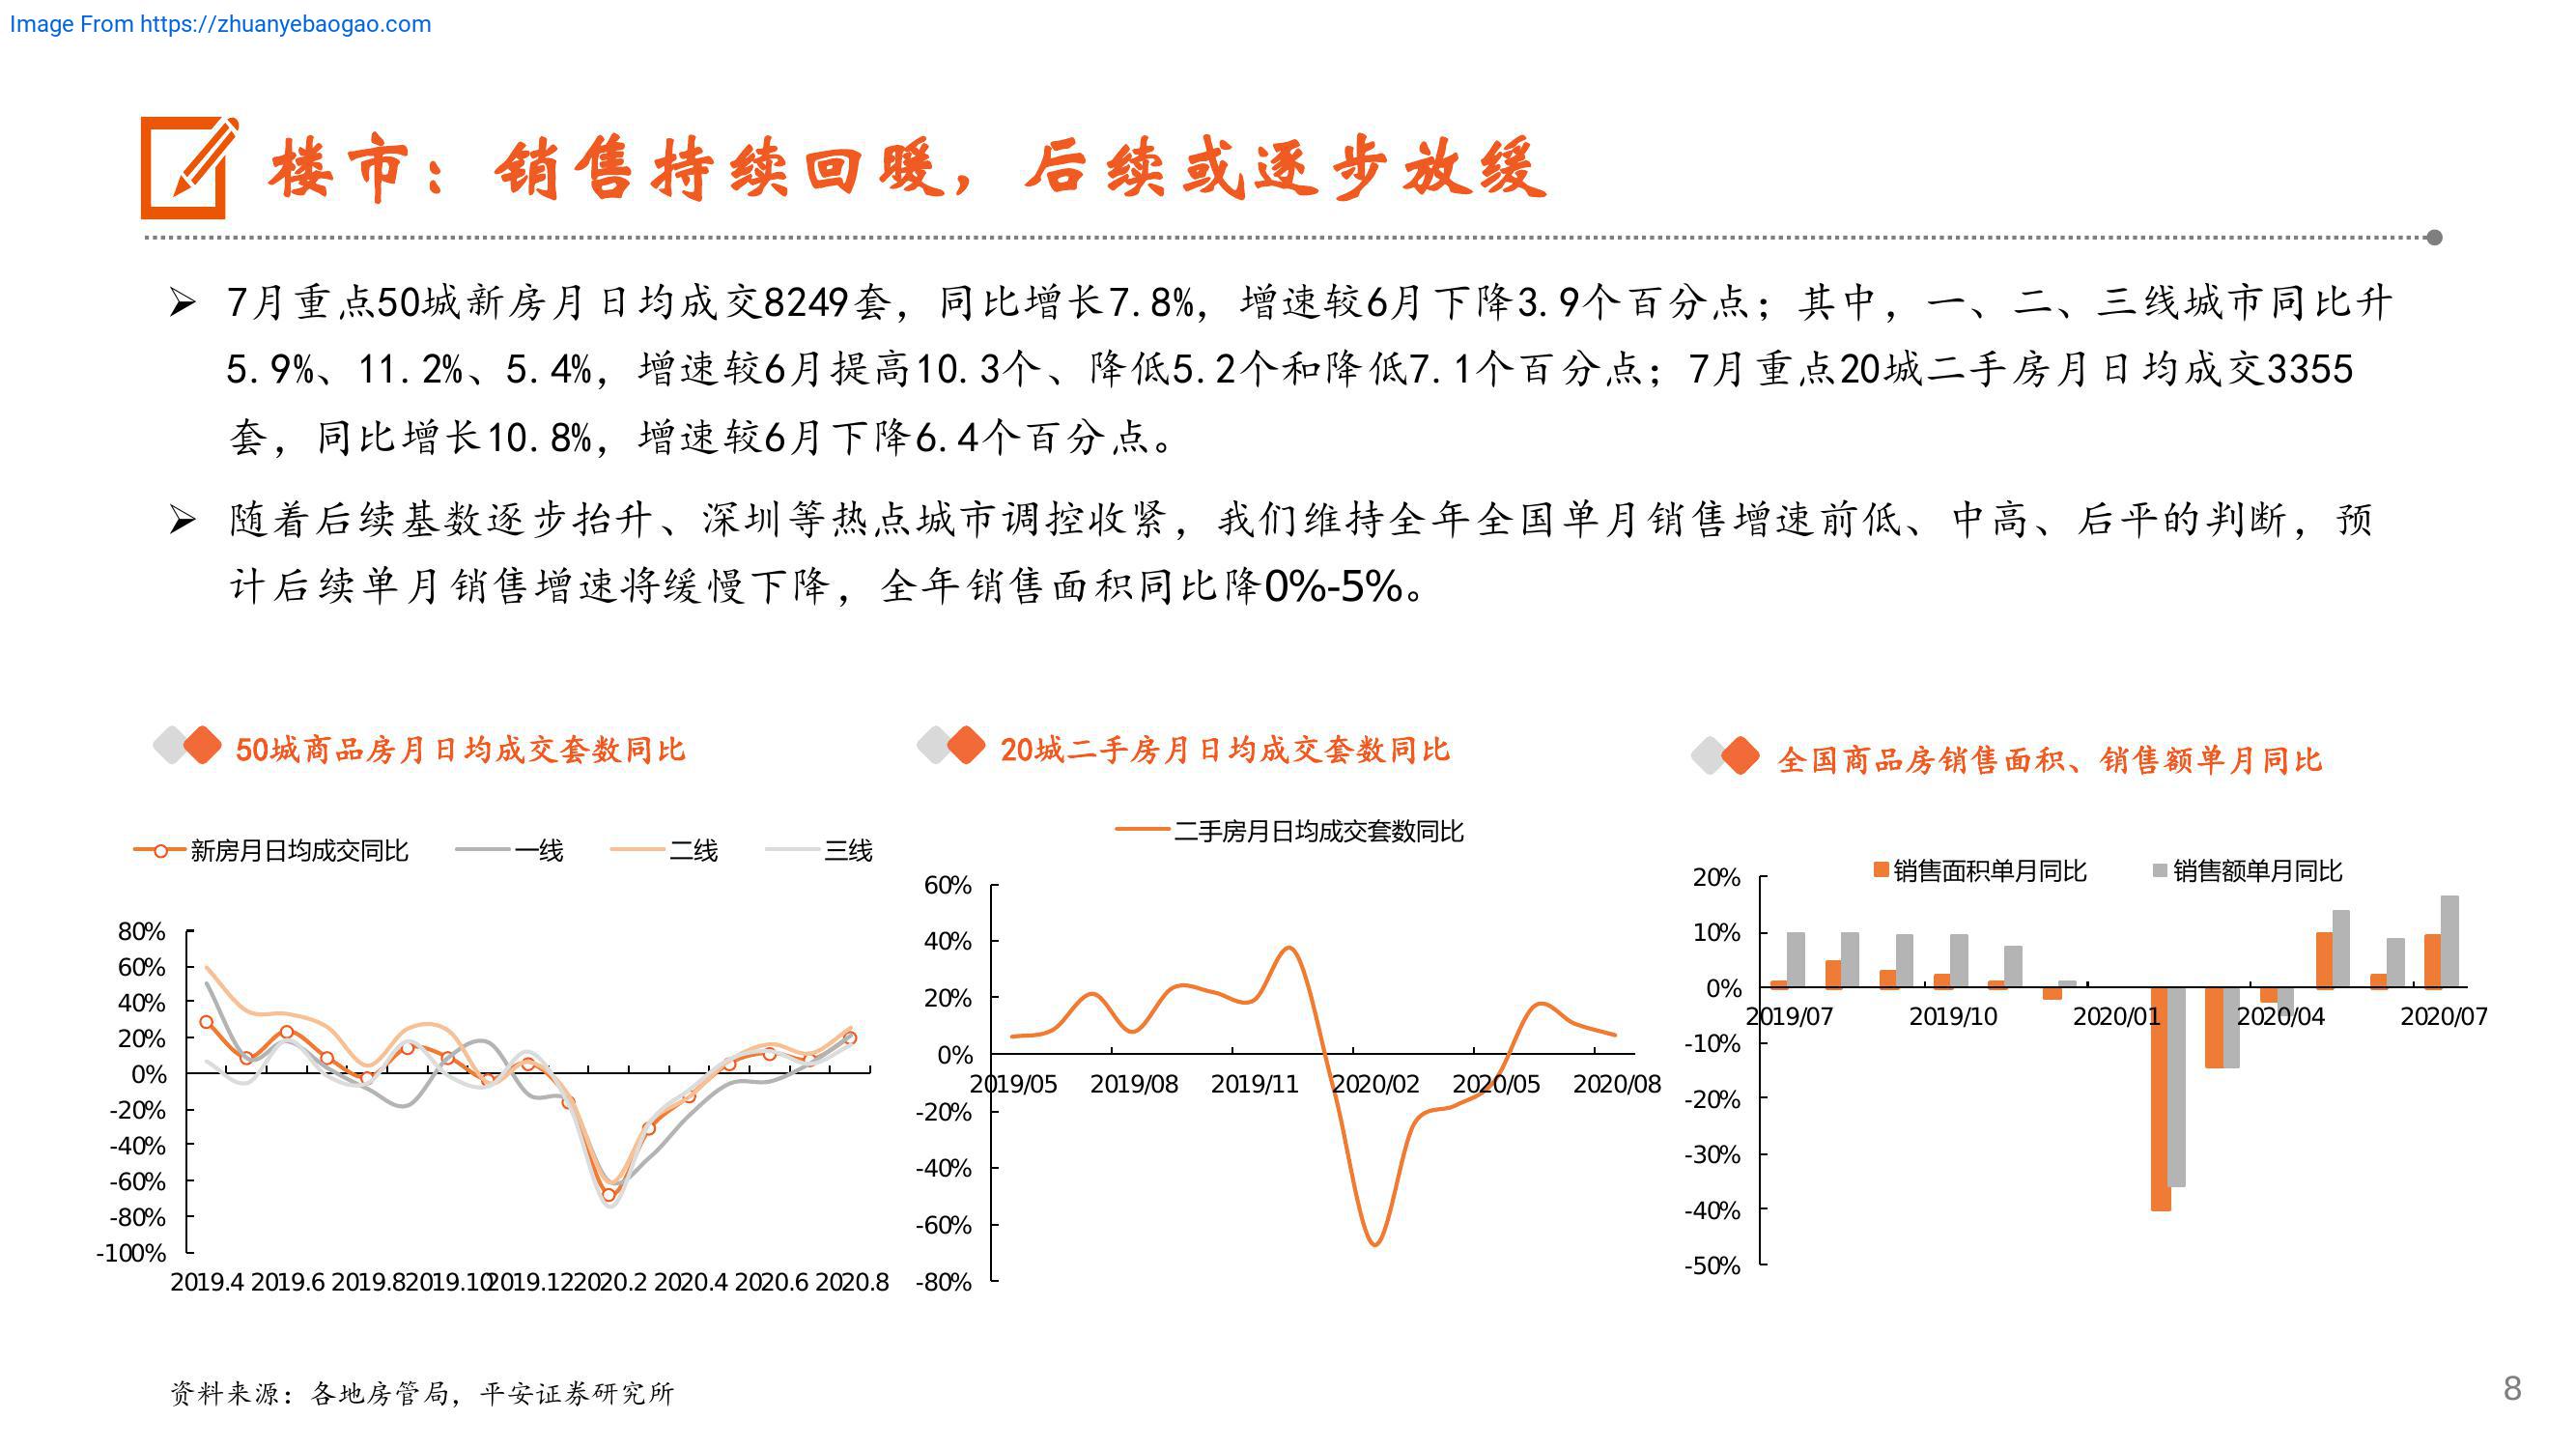 Image From https://zhuanyebaogao.com
楼市：销售持续回暖，后续或逐步放缓
7月重点50城新房月日均成交8249套，同比增长7.8%，增速较6月下降3.9个百分点；其中，一、二、三线城市同比升
5.9%、11.2%、5.4%，增速较6月提高10.3个、降低5.2个和降低7.1个百分点；7月重点20城二手房月日均成交3355
套，同比增长10.8%，增速较6月下降6.4个百分点。
随着后续基数逐步抬升、深圳等热点城市调控收紧，我们维持全年全国单月销售增速前低、中高、后平的判断，预
计后续单月销售增速将缓慢下降，全年销售面积同比降0%-5%。
50城商品房月日均成交套数同比
新房月日均成交同比 一线 二线 三线
80%
60%
40%
20%
0%
-20%
-40%
-60%
-80%
-100%
2019.4 2019.6 2019.8 2019.10 2019.12 2020.2 2020.4 2020.6 2020.8
20城二手房月日均成交套数同比
二手房月日均成交套数同比
60%
40%
20%
0%
-20%
-40%
-60%
-80%
2019/05 2019/08 2019/11 2020/02 2020/05 2020/08
全国商品房销售面积、销售额单月同比
销售面积单月同比 销售额单月同比
20%
10%
0%
-10%
-20%
-30%
-40%
-50%
2019/07 2019/10 2020/01 2020/04 2020/07
资料来源：各地房管局，平安证券研究所
8